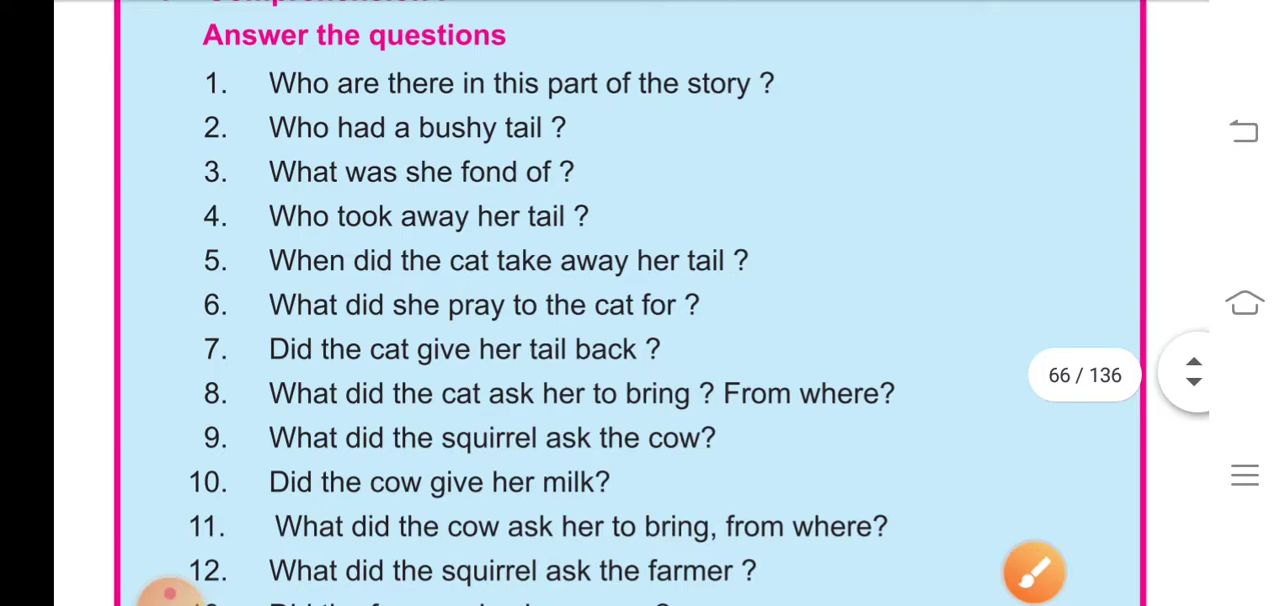 Answer the questions
1. Who are there in this part of the story ?
2. Who had a bushy tail ?
3. What was she fond of ?
4. Who took away her tail ?
5. When did the cat take away her tail ?
6. What did she pray to the cat for ?
7. Did the cat give her tail back ?
8. What did the cat ask her to bring ? From where?
9. What did the squirrel ask the cow?
10. Did the cow give her milk?
11. What did the cow ask her to bring, from where?
12. What did the squirrel ask the farmer ?
66 / 136